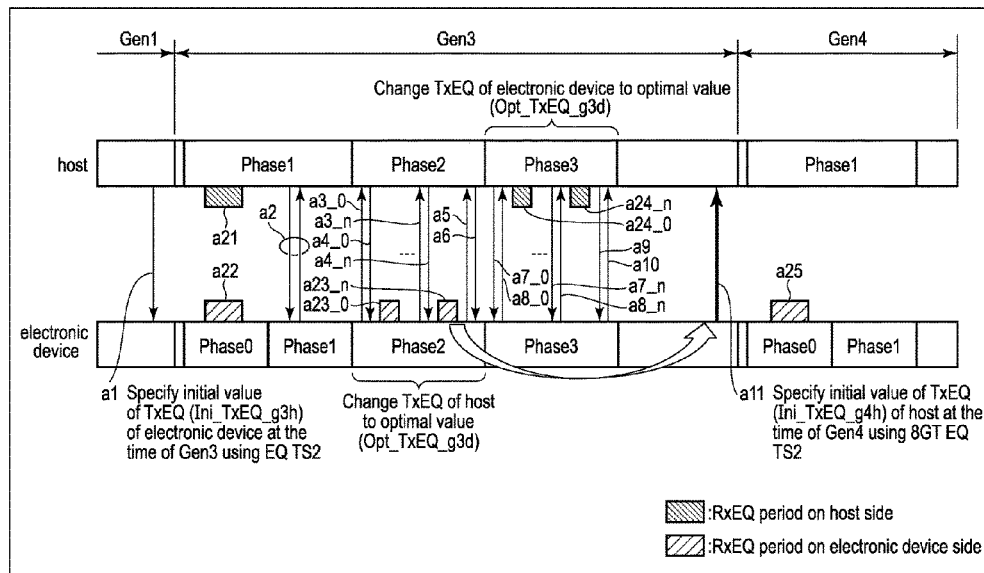 Gen1
Gen3
Gen4
Change TxEQ of electronic device to optimal value
(Opt_TxEQ_g3d)
host
Phase1
Phase2
Phase3
Phase1
a21
a22
a2
a3_0
a3_n
a4_0
a4_n
a23_n
a23_0
a5
a6
a24_n
a24_0
a9
a10
a7_0
a8_0
a7_n
a8_n
a25
electronic
device
Phase0
Phase1
Phase2
Phase3
Phase0
Phase1
a1 Specify initial value
of TxEQ (Ini_TxEQ_g3h)
of electronic device at the
time of Gen3 using EQ TS2
Change TxEQ of host
to optimal value
(Opt_TxEQ_g3d)
a11 Specify initial value of TxEQ
(Ini_TxEQ_g4h) of host at the
time of Gen4 using 8GT EQ
TS2
:RxEQ period on host side
:RxEQ period on electronic device side